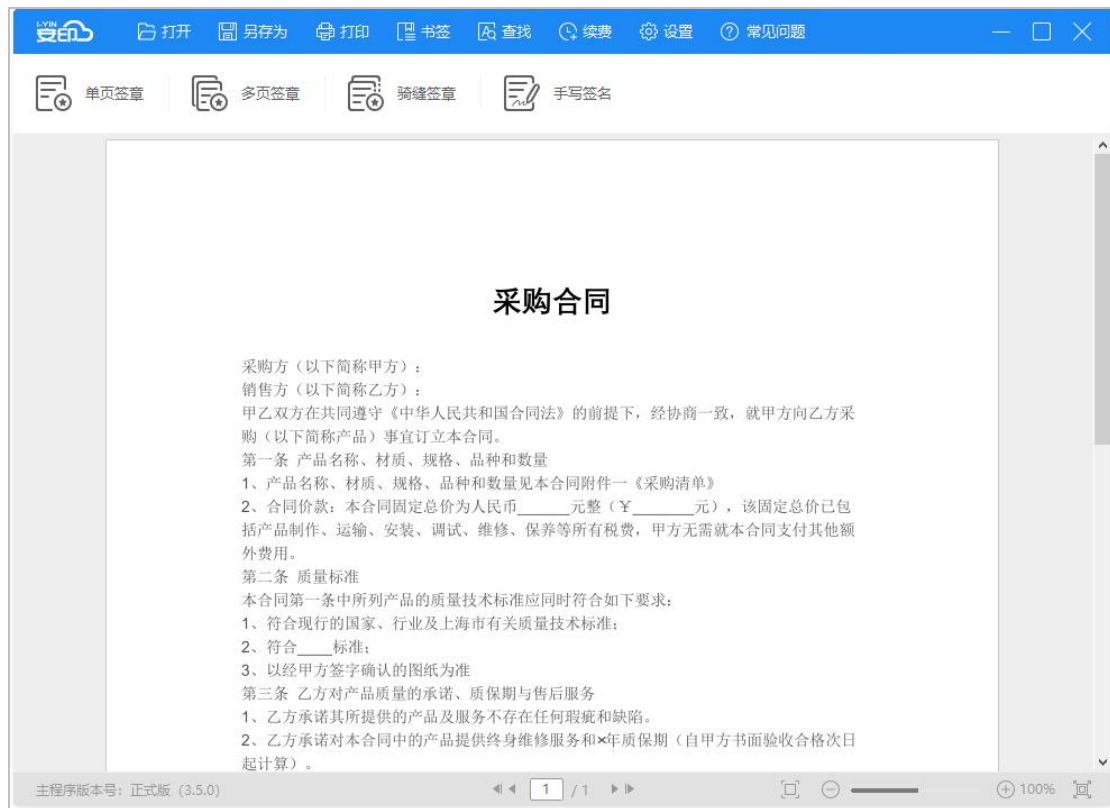 i-YIN
安印
打开 另存为 打印 书签 查找 续费 设置 常见问题
单页签章 多页签章 骑缝签章 手写签名
采购合同
采购方（以下简称甲方）：
销售方（以下简称乙方）：
甲乙双方在共同遵守《中华人民共和国合同法》的前提下，经协商一致，就甲方向乙方采
购（以下简称产品）事宜订立本合同。
第一条 产品名称、材质、规格、品种和数量
1、产品名称、材质、规格、品种和数量见本合同附件一《采购清单》
2、合同价款：本合同固定总价为人民币______元整（￥_______元），该固定总价已包
括产品制作、运输、安装、调试、维修、保养等所有税费，甲方无需就本合同支付其他额
外费用。
第二条 质量标准
本合同第一条中所列产品的质量技术标准应同时符合如下要求：
1、符合现行的国家、行业及上海市有关质量技术标准；
2、符合____标准；
3、以经甲方签字确认的图纸为准
第三条 乙方对产品质量的承诺、质保期与售后服务
1、乙方承诺其所提供的产品及服务不存在任何瑕疵和缺陷。
2、乙方承诺对本合同中的产品提供终身维修服务和×年质保期（自甲方书面验收合格次日
起计算）。
主程序版本号：正式版（3.5.0） 1 / 1 100%